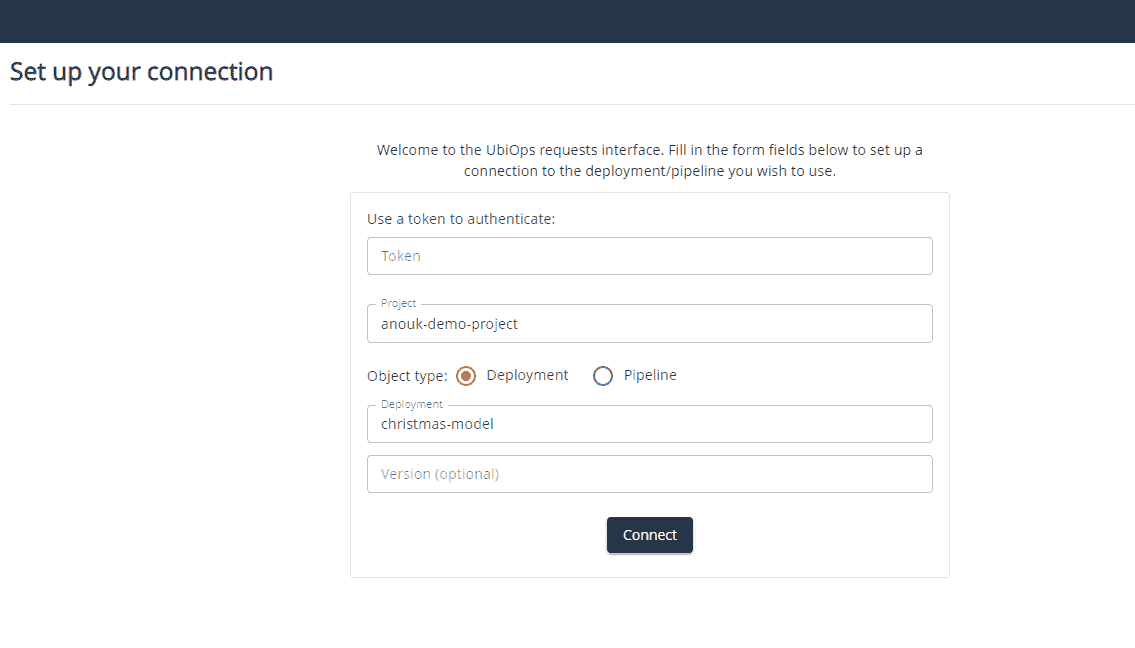 Set up your connection
Welcome to the UbiOps requests interface. Fill in the form fields below to set up a
connection to the deployment/pipeline you wish to use.
Use a token to authenticate:
Token
Project
anouk-demo-project
Object type: Deployment Pipeline
Deployment
christmas-model
Version (optional)
Connect